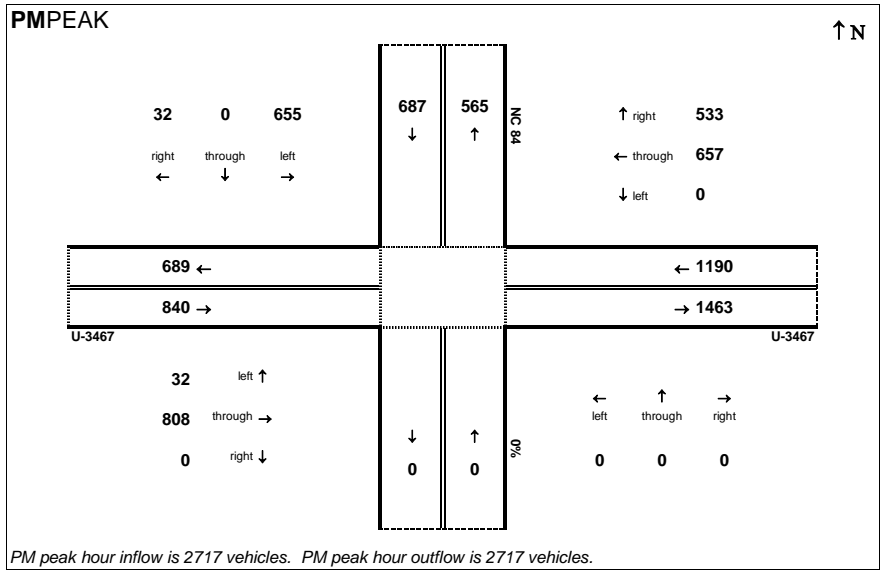 PMPEAK
↑ N
32 0 655
right through left
← ↓ →
687 565
↓ ↑
NC 84
↑ right 533
← through 657
↓ left 0
689 ←
← 1190
840 →
→ 1463
U-3467
U-3467
32 left ↑
808 through →
0 right ↓
↓ ↑
0 0
0%
← ↑ →
left through right
0 0 0
PM peak hour inflow is 2717 vehicles. PM peak hour outflow is 2717 vehicles.